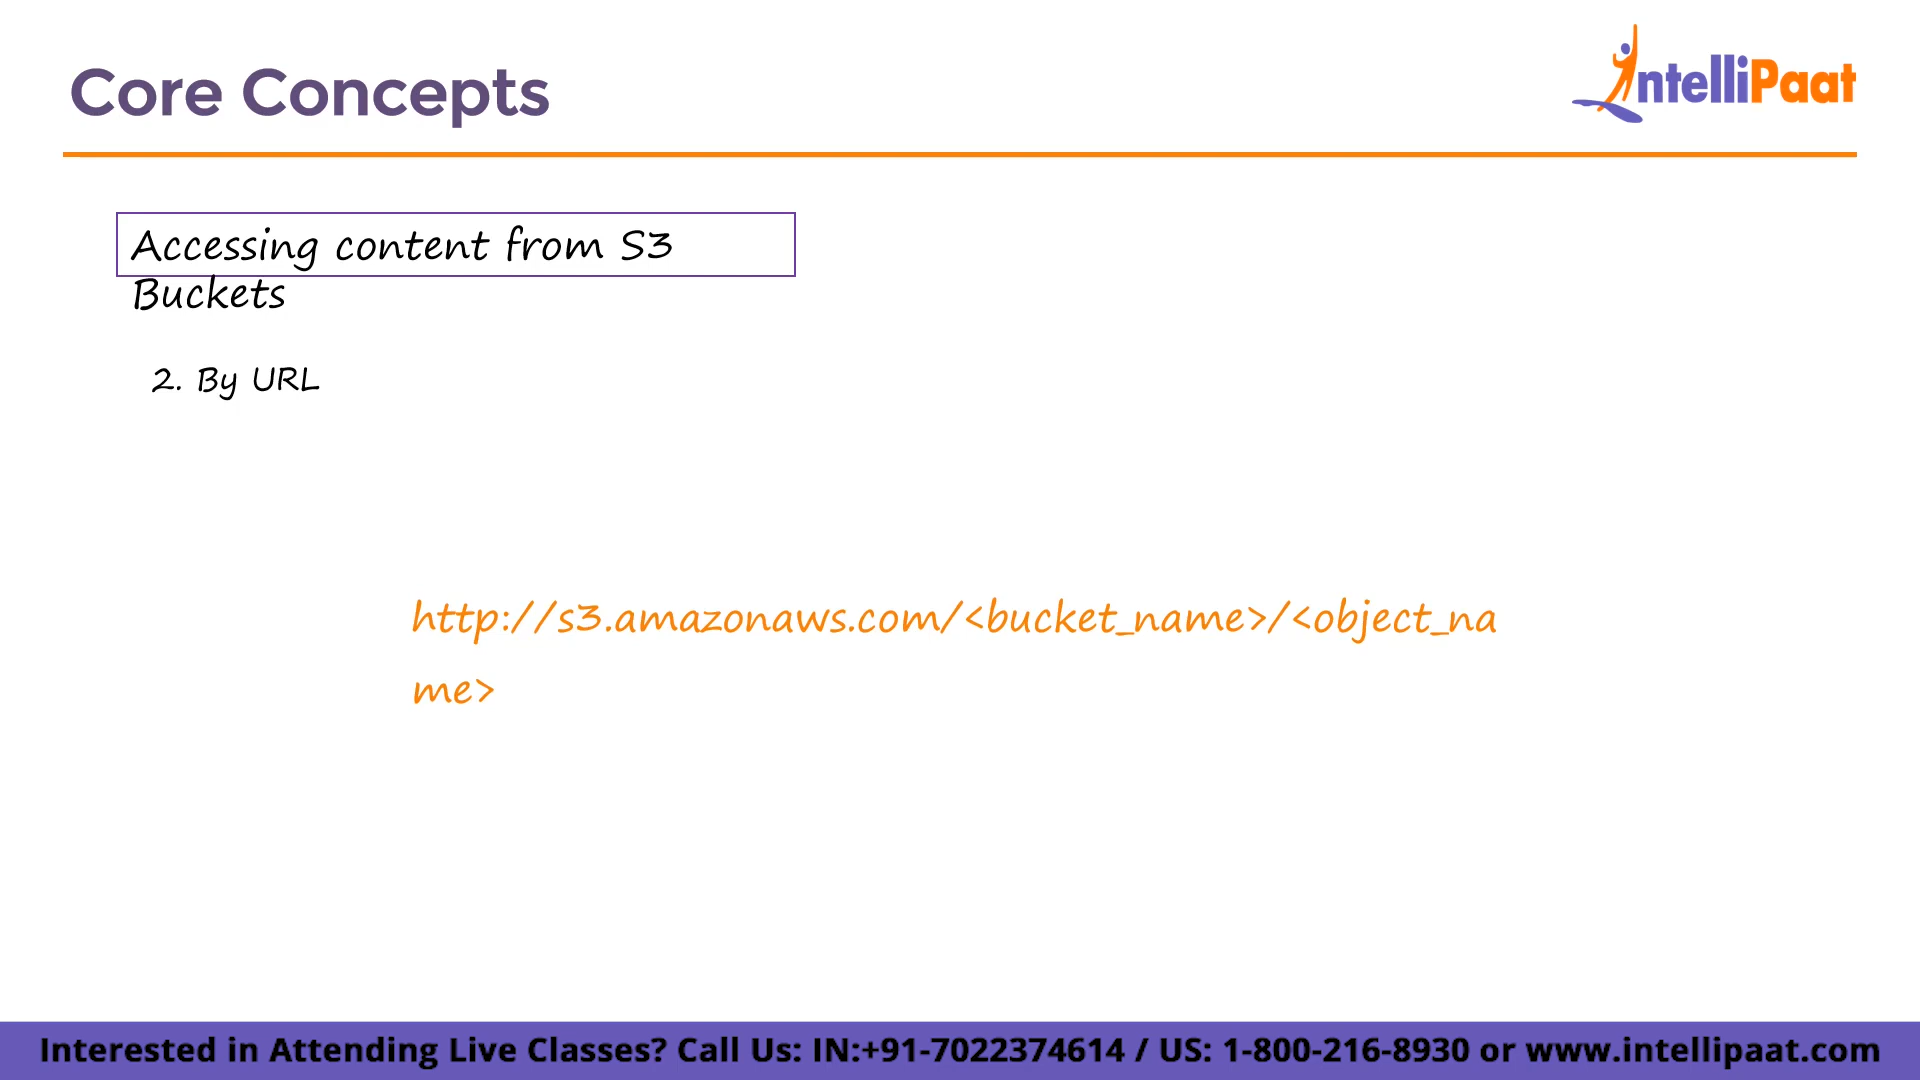 Core Concepts
IntelliPaat
Accessing content from S3
Buckets
2. By URL
http://s3.amazonaws.com/<bucket_name>/<object_na
me>
Interested in Attending Live Classes? Call Us: IN:+91-7022374614 / US: 1-800-216-8930 or www.intellipaat.com